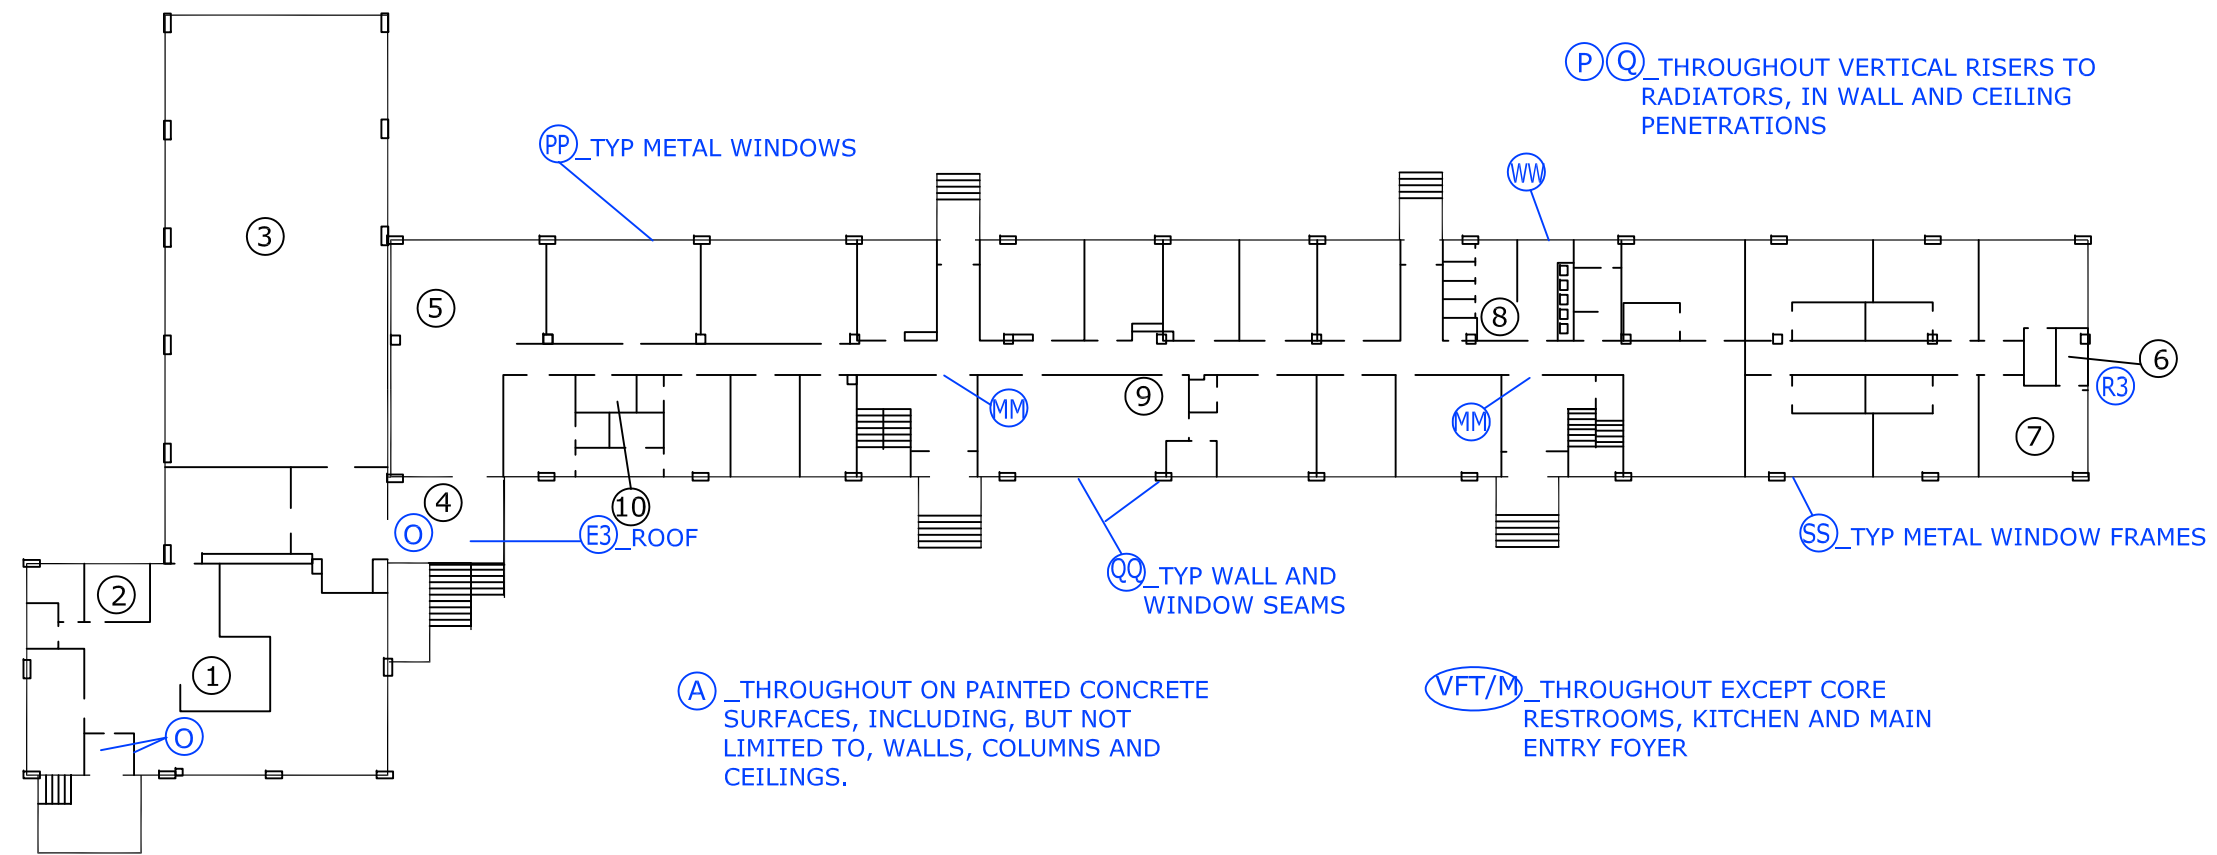 P Q _THROUGHOUT VERTICAL RISERS TO
RADIATORS, IN WALL AND CEILING
PENETRATIONS
PP _TYP METAL WINDOWS
WW
3
5
8
6
R3
9
MM
MM
7
10
4
O
E3 _ROOF
SS _TYP METAL WINDOW FRAMES
QQ _TYP WALL AND
WINDOW SEAMS
2
1
O
A _THROUGHOUT ON PAINTED CONCRETE
SURFACES, INCLUDING, BUT NOT
LIMITED TO, WALLS, COLUMNS AND
CEILINGS.
VFT/M _THROUGHOUT EXCEPT CORE
RESTROOMS, KITCHEN AND MAIN
ENTRY FOYER